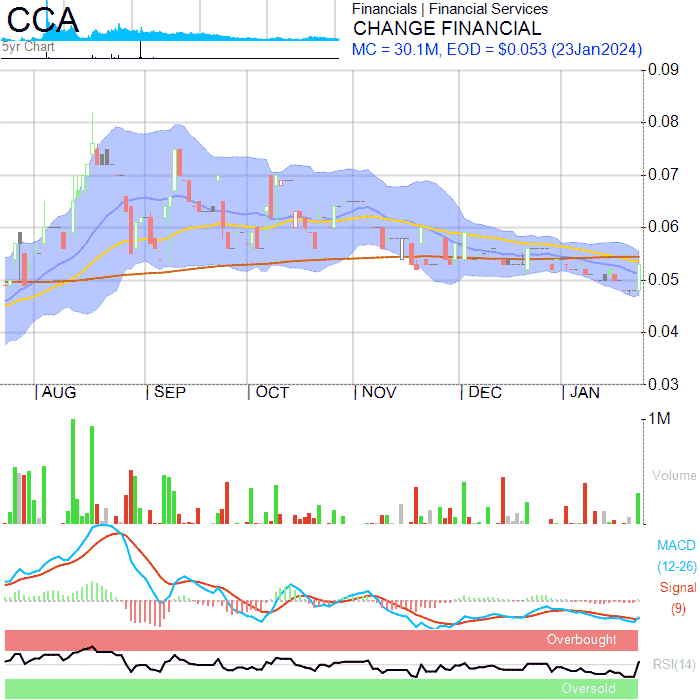 CCA
Financials | Financial Services
CHANGE FINANCIAL
MC = 30.1M, EOD = $0.053 (23Jan2024)
5yr Chart
0.09
0.08
0.07
0.06
0.05
0.04
0.03
AUG SEP OCT NOV DEC JAN
1M
Volume
MACD
(12-26)
Signal
(9)
Overbought
RSI(14)
Oversold